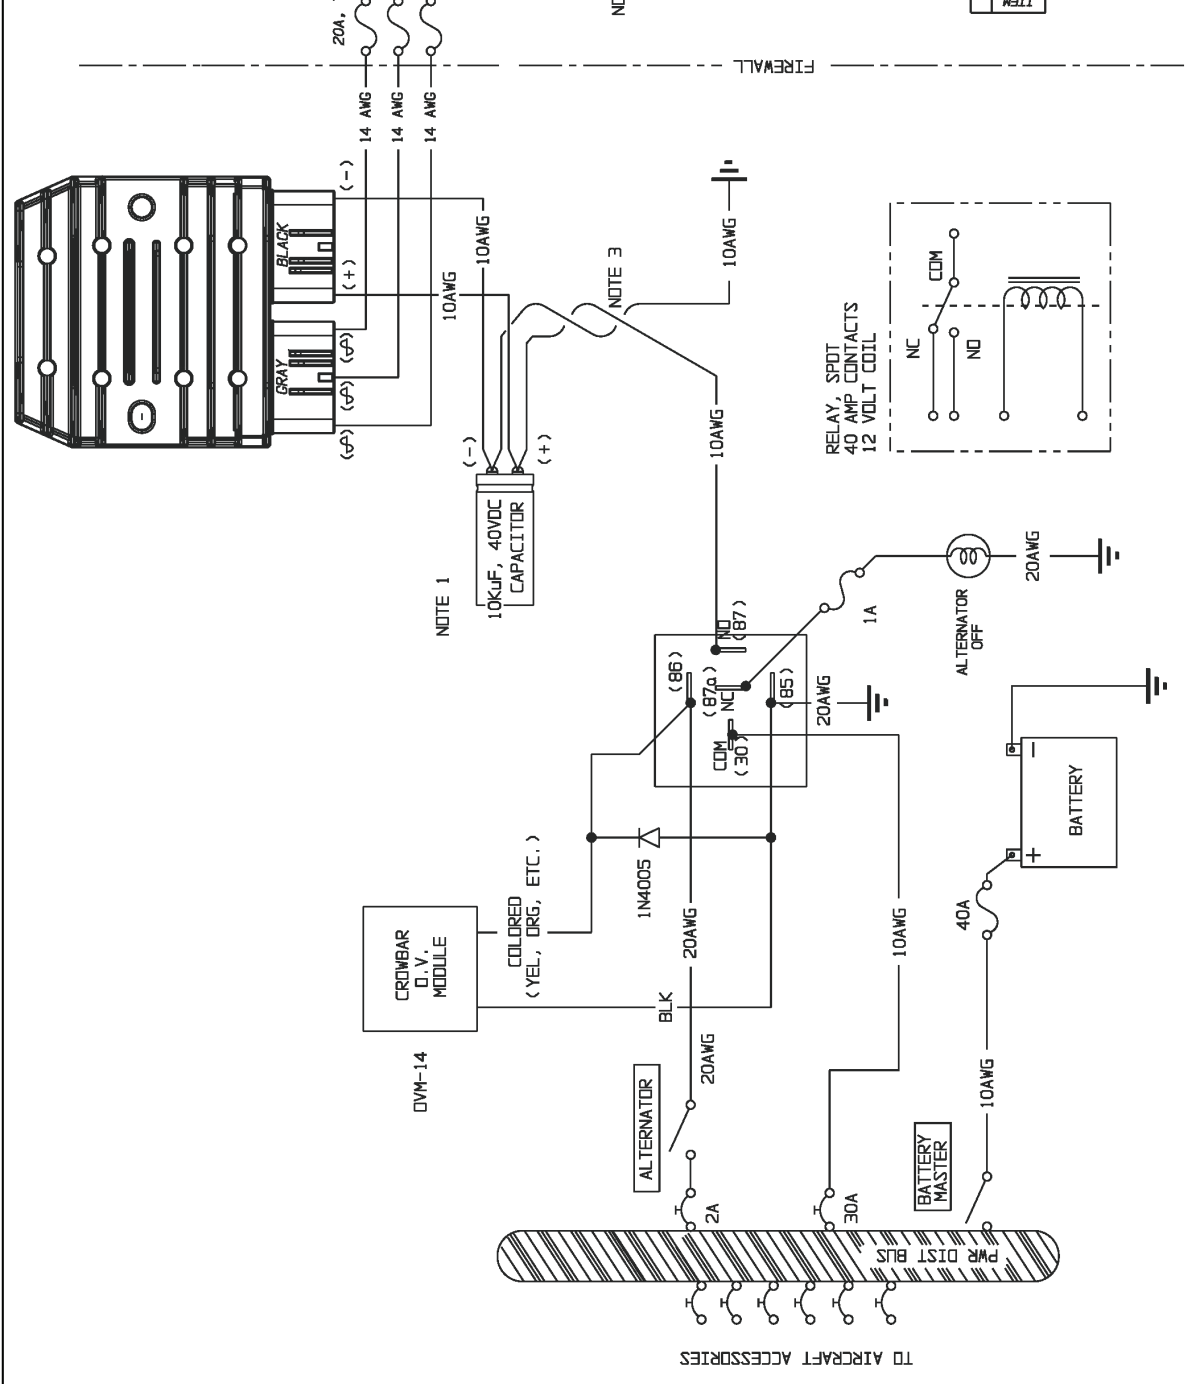 20A,
NO
ITEM
FIREWALL
14 AWG
14 AWG
14 AWG
(-)
BLACK
(+)
GRAY
(~)
(~)
(~)
10AWG
10AWG
NOTE 3
10AWG
(-)
(+)
10KuF, 40VDC
CAPACITOR
NOTE 1
10AWG
RELAY, SPDT
40 AMP CONTACTS
12 VOLT COIL
NC
COM
NO
1A
ALTERNATOR
OFF
20AWG
(86)
NO
(87)
(87a)
NC
(85)
COM
(30)
20AWG
BATTERY
-
+
40A
CROWBAR
O.V.
MODULE
OVM-14
COLORED
(YEL, ORG, ETC.)
1N4005
BLK
20AWG
20AWG
10AWG
10AWG
ALTERNATOR
2A
30A
BATTERY
MASTER
PWR DIST BUS
TO AIRCRAFT ACCESSORIES